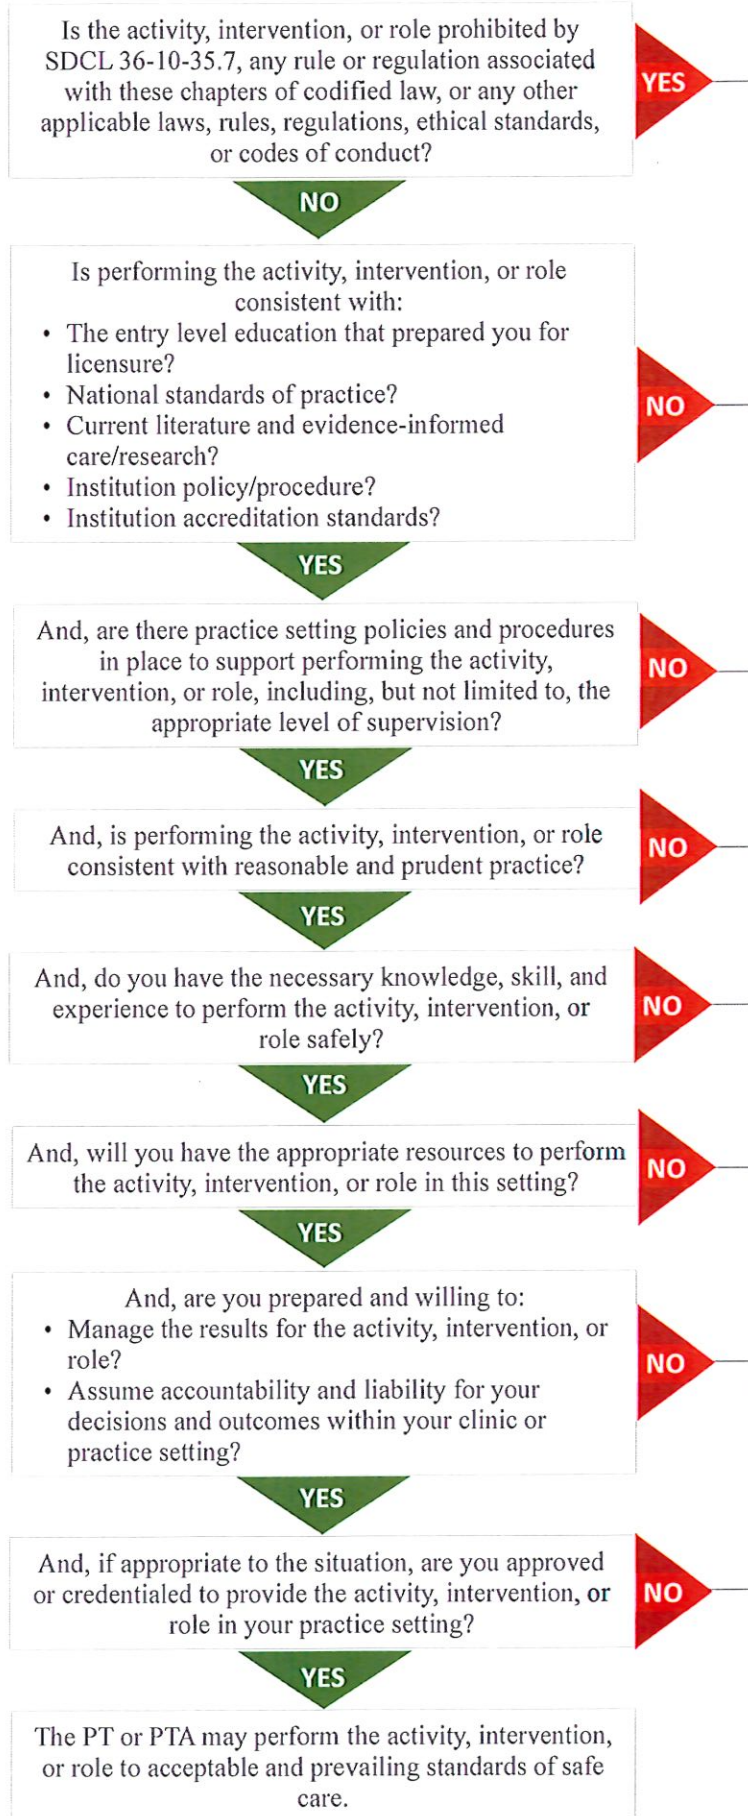 Is the activity, intervention, or role prohibited by
SDCL 36-10-35.7, any rule or regulation associated
with these chapters of codified law, or any other
applicable laws, rules, regulations, ethical standards,
or codes of conduct?
YES
NO
Is performing the activity, intervention, or role
consistent with:
• The entry level education that prepared you for
licensure?
• National standards of practice?
• Current literature and evidence-informed
care/research?
• Institution policy/procedure?
• Institution accreditation standards?
NO
YES
And, are there practice setting policies and procedures
in place to support performing the activity,
intervention, or role, including, but not limited to, the
appropriate level of supervision?
NO
YES
And, is performing the activity, intervention, or role
consistent with reasonable and prudent practice?
NO
YES
And, do you have the necessary knowledge, skill, and
experience to perform the activity, intervention, or
role safely?
NO
YES
And, will you have the appropriate resources to perform
the activity, intervention, or role in this setting?
NO
YES
And, are you prepared and willing to:
• Manage the results for the activity, intervention, or
role?
• Assume accountability and liability for your
decisions and outcomes within your clinic or
practice setting?
NO
YES
And, if appropriate to the situation, are you approved
or credentialed to provide the activity, intervention, or
role in your practice setting?
NO
YES
The PT or PTA may perform the activity, intervention,
or role to acceptable and prevailing standards of safe
care.